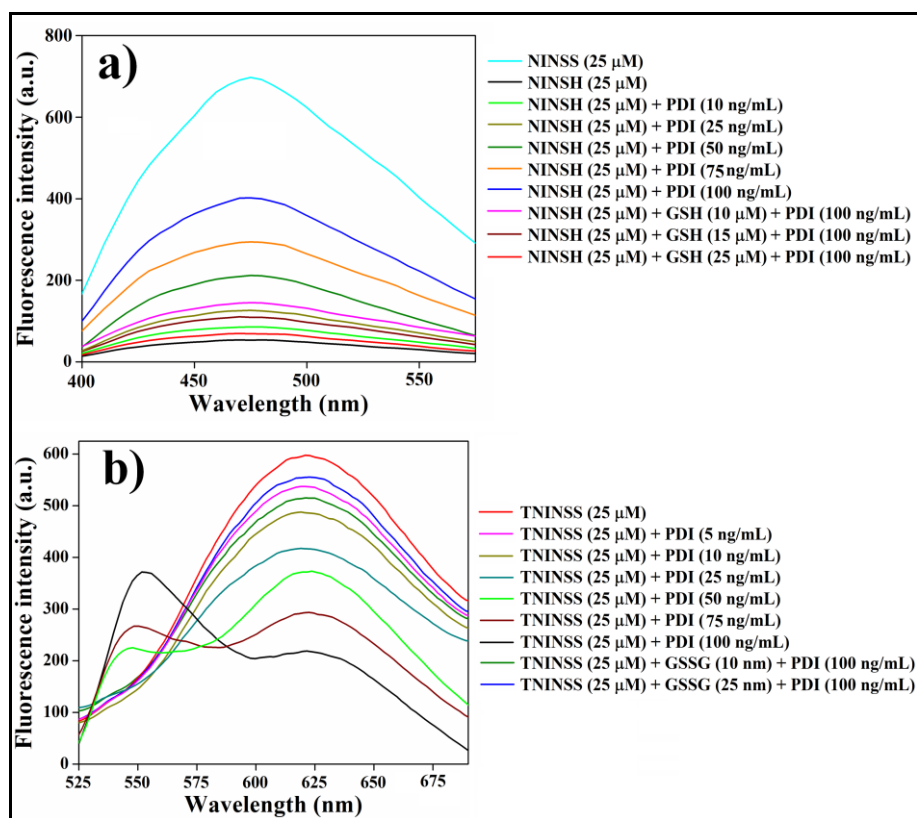 a)
Fluorescence intensity (a.u.)
800
600
400
200
0
400
450
500
550
Wavelength (nm)
NINSS (25 μM)
NINSH (25 μM)
NINSH (25 μM) + PDI (10 ng/mL)
NINSH (25 μM) + PDI (25 ng/mL)
NINSH (25 μM) + PDI (50 ng/mL)
NINSH (25 μM) + PDI (75 ng/mL)
NINSH (25 μM) + PDI (100 ng/mL)
NINSH (25 μM) + GSH (10 μM) + PDI (100 ng/mL)
NINSH (25 μM) + GSH (15 μM) + PDI (100 ng/mL)
NINSH (25 μM) + GSH (25 μM) + PDI (100 ng/mL)
b)
Fluorescence intensity (a.u.)
600
500
400
300
200
100
0
525
550
575
600
625
650
675
Wavelength (nm)
TNINSS (25 μM)
TNINSS (25 μM) + PDI (5 ng/mL)
TNINSS (25 μM) + PDI (10 ng/mL)
TNINSS (25 μM) + PDI (25 ng/mL)
TNINSS (25 μM) + PDI (50 ng/mL)
TNINSS (25 μM) + PDI (75 ng/mL)
TNINSS (25 μM) + PDI (100 ng/mL)
TNINSS (25 μM) + GSSG (10 nm) + PDI (100 ng/mL)
TNINSS (25 μM) + GSSG (25 nm) + PDI (100 ng/mL)